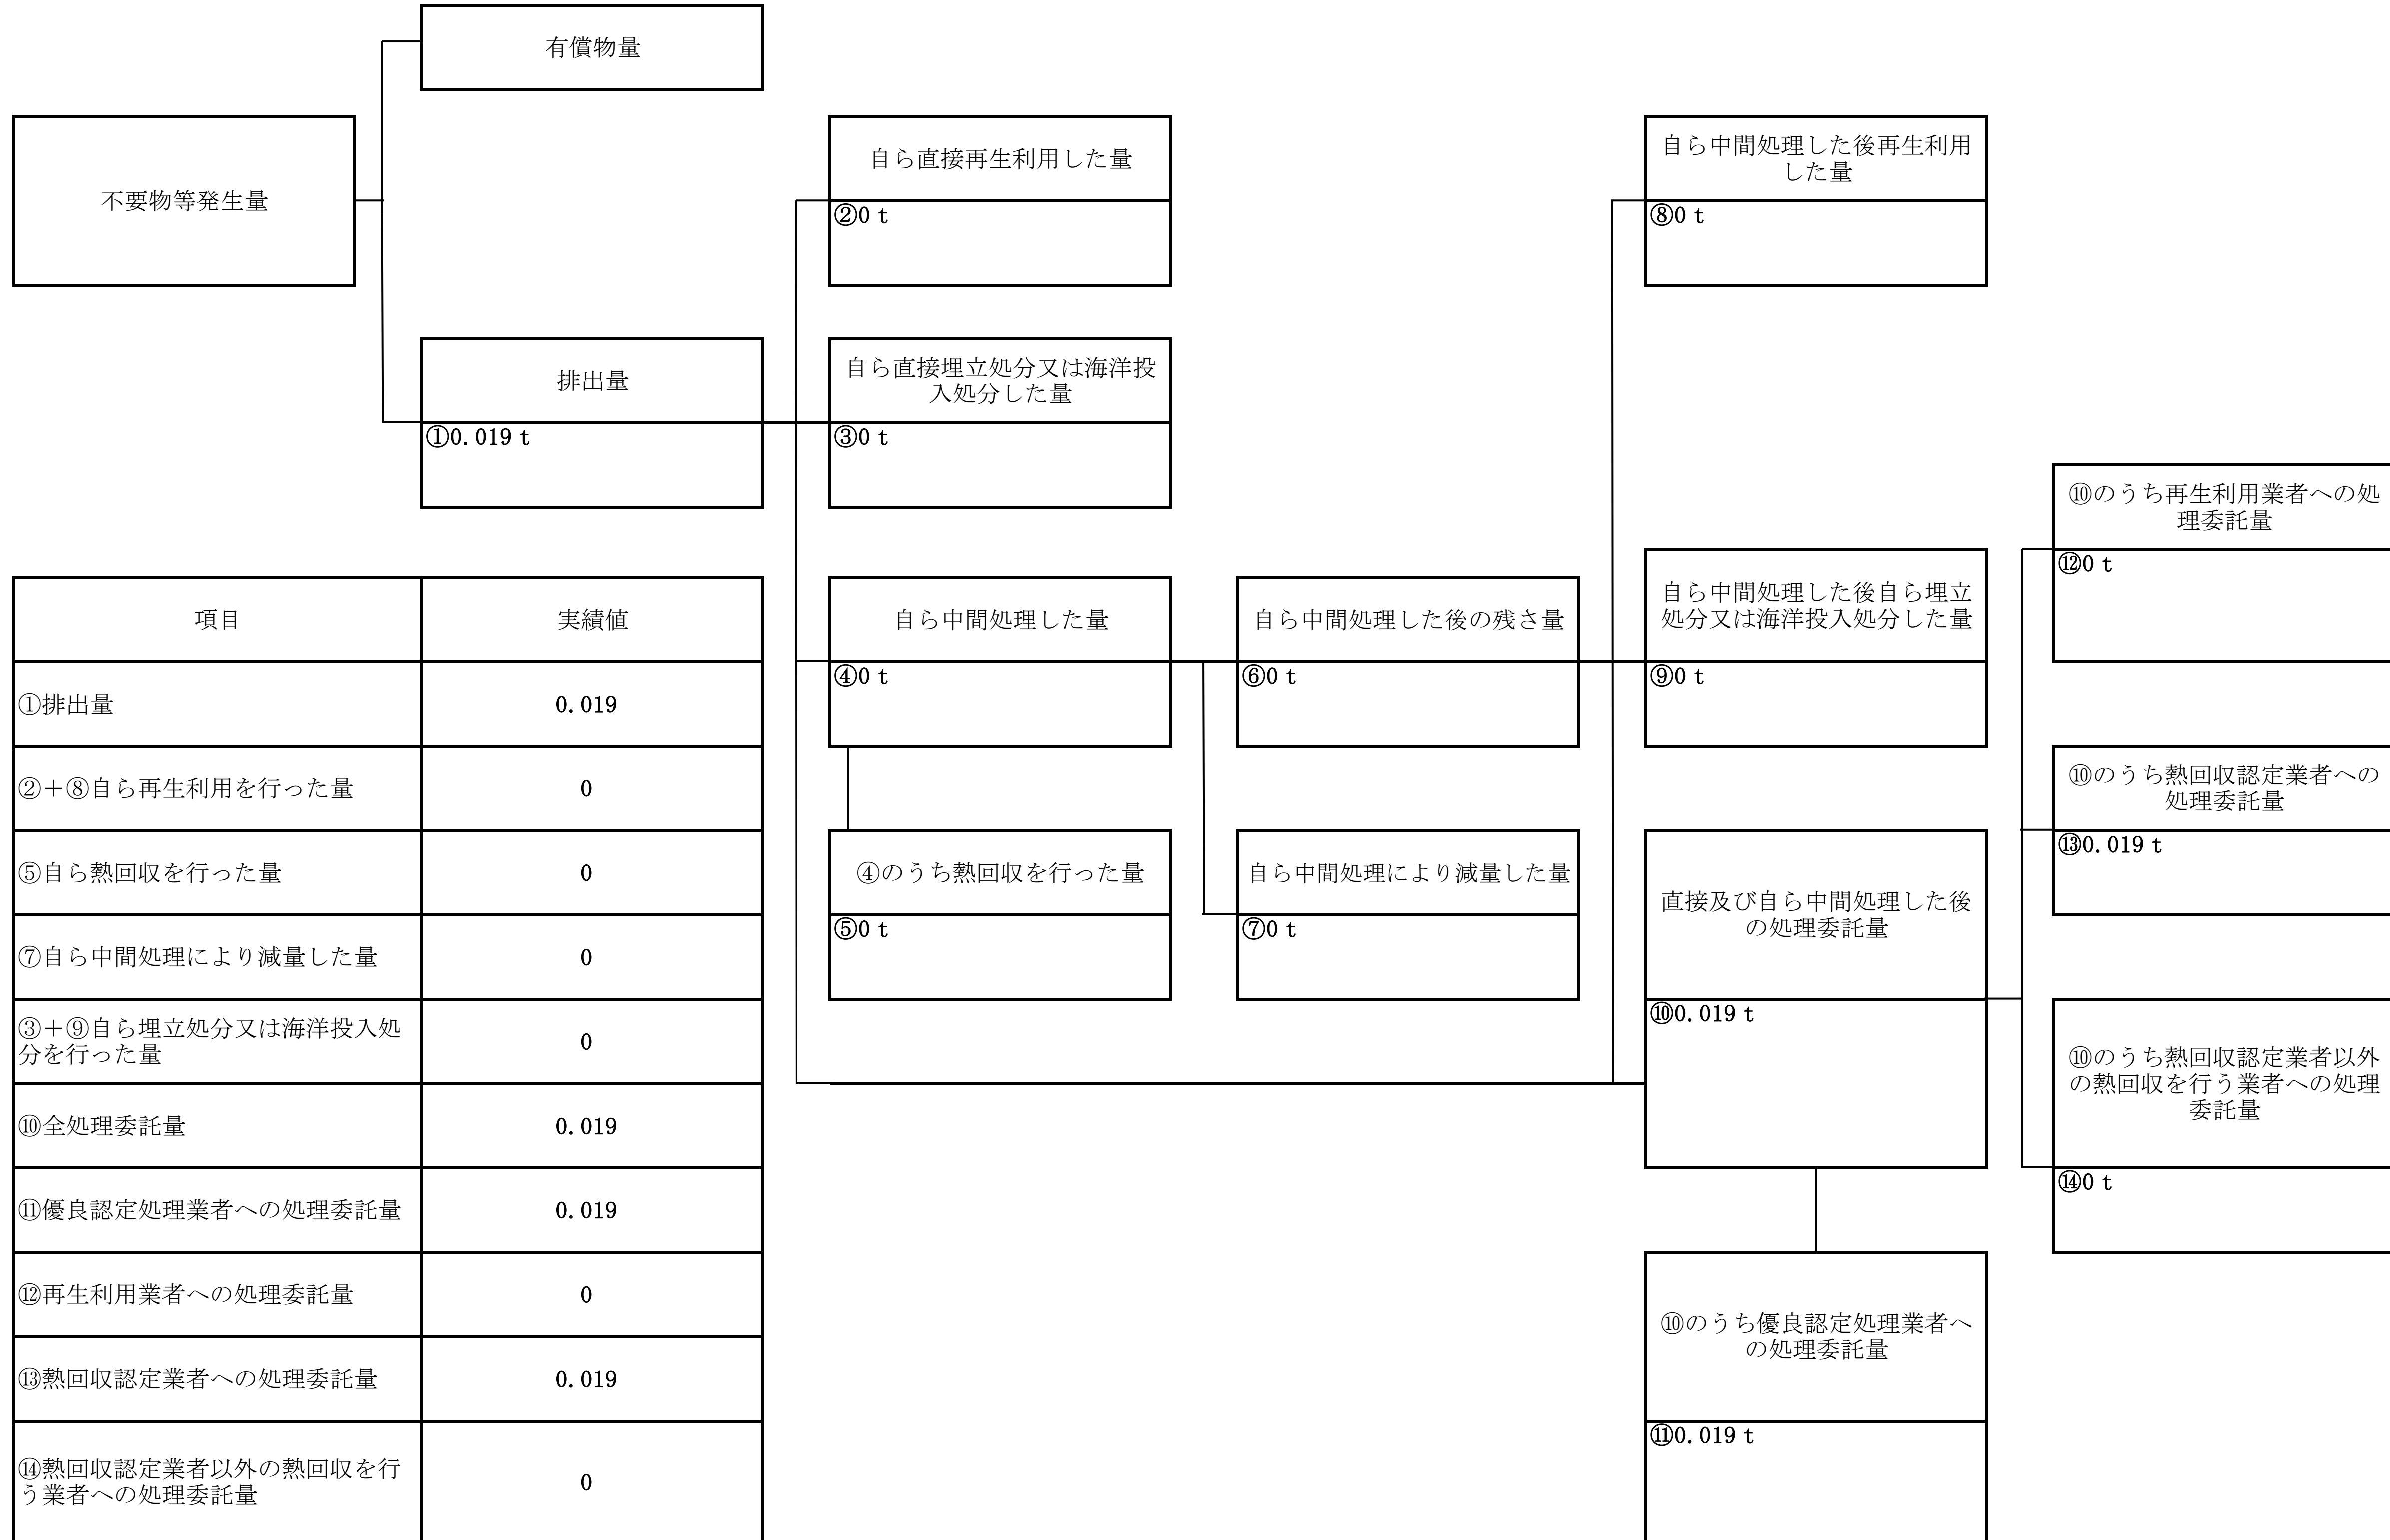 有償物量
不要物等発生量
自ら直接再生利用した量
②0 t
自ら中間処理した後再生利用
した量
⑧0 t
排出量
①0.019 t
自ら直接埋立処分又は海洋投
入処分した量
③0 t
⑩のうち再生利用業者への処
理委託量
⑫0 t
自ら中間処理した量
④0 t
自ら中間処理した後の残さ量
⑥0 t
自ら中間処理した後自ら埋立
処分又は海洋投入処分した量
⑨0 t
⑩のうち熱回収認定業者への
処理委託量
⑬0.019 t
④のうち熱回収を行った量
⑤0 t
自ら中間処理により減量した量
⑦0 t
直接及び自ら中間処理した後
の処理委託量
⑩0.019 t
⑩のうち熱回収認定業者以外
の熱回収を行う業者への処理
委託量
⑭0 t
⑩のうち優良認定処理業者へ
の処理委託量
⑪0.019 t
項目 実績値
①排出量 0.019
②＋⑧自ら再生利用を行った量 0
⑤自ら熱回収を行った量 0
⑦自ら中間処理により減量した量 0
③＋⑨自ら埋立処分又は海洋投入処
分を行った量 0
⑩全処理委託量 0.019
⑪優良認定処理業者への処理委託量 0.019
⑫再生利用業者への処理委託量 0
⑬熱回収認定業者への処理委託量 0.019
⑭熱回収認定業者以外の熱回収を行
う業者への処理委託量 0